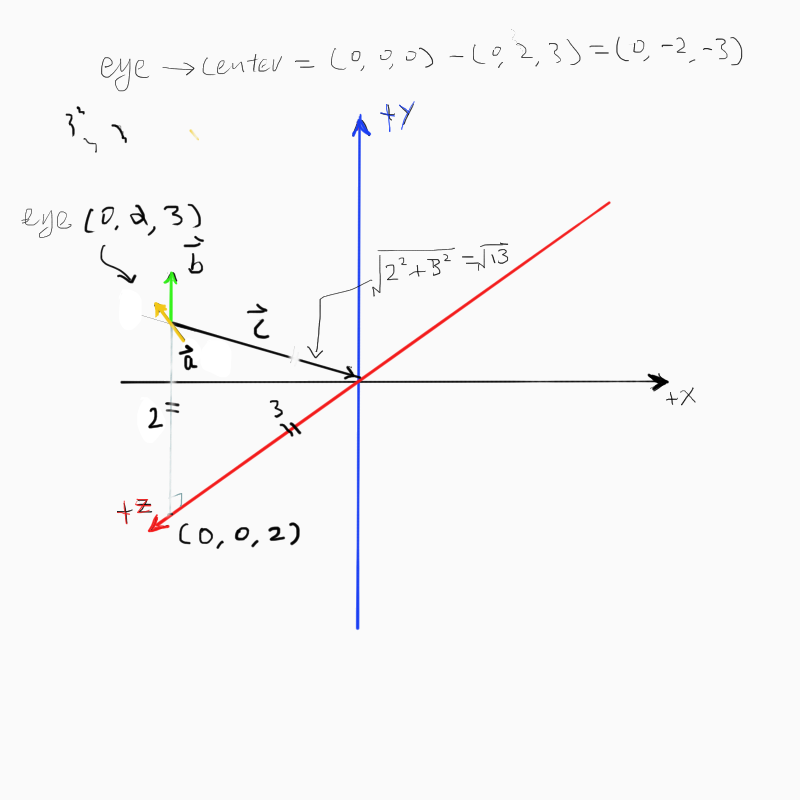 eye → center = (0, 0, 0) - (0, 2, 3) = (0, -2, -3)
+Y
3²
eye (0, 2, 3)
b⃗
√(2² + 3²) = √13
c⃗
a⃗
+X
2
3
+z
(0, 0, 2)